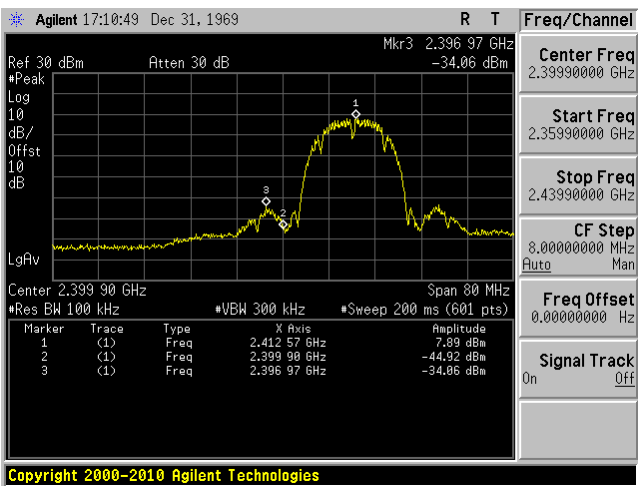 Agilent 17:10:49 Dec 31, 1969 R T Freq/Channel
Mkr3 2.396 97 GHz
Ref 30 dBm Atten 30 dB -34.06 dBm
#Peak
Log
10
dB/
Offst
10
dB
LgAv
1
3
2
Center 2.399 90 GHz Span 80 MHz
#Res BW 100 kHz #VBW 300 kHz #Sweep 200 ms (601 pts)
Marker Trace Type X Axis Amplitude
1 (1) Freq 2.412 57 GHz 7.89 dBm
2 (1) Freq 2.399 90 GHz -44.92 dBm
3 (1) Freq 2.396 97 GHz -34.06 dBm
Center Freq
2.39990000 GHz
Start Freq
2.35990000 GHz
Stop Freq
2.43990000 GHz
CF Step
8.00000000 MHz
Auto Man
Freq Offset
0.00000000 Hz
Signal Track
On Off
Copyright 2000-2010 Agilent Technologies